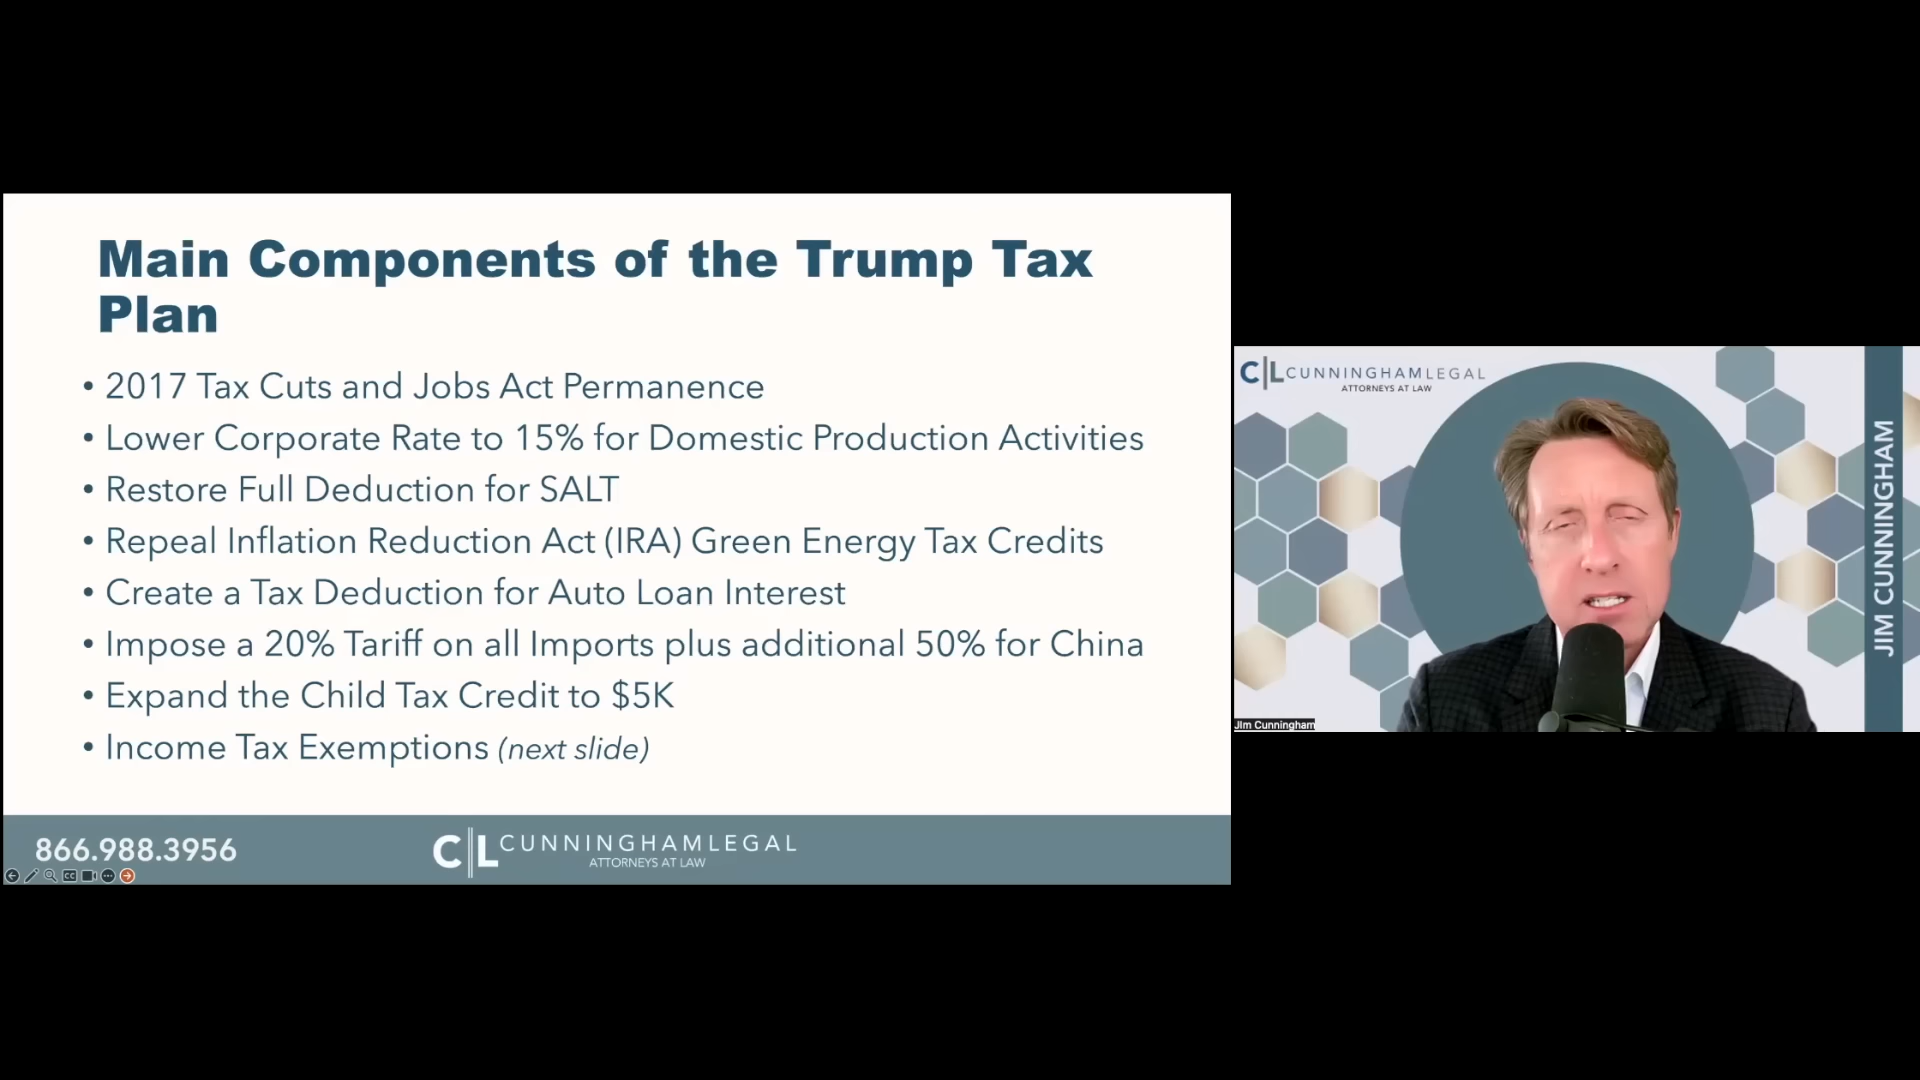 Main Components of the Trump Tax
Plan
• 2017 Tax Cuts and Jobs Act Permanence
• Lower Corporate Rate to 15% for Domestic Production Activities
• Restore Full Deduction for SALT
• Repeal Inflation Reduction Act (IRA) Green Energy Tax Credits
• Create a Tax Deduction for Auto Loan Interest
• Impose a 20% Tariff on all Imports plus additional 50% for China
• Expand the Child Tax Credit to $5K
• Income Tax Exemptions (next slide)
866.988.3956
C|L CUNNINGHAMLEGAL
ATTORNEYS AT LAW
CC
C|L CUNNINGHAMLEGAL
ATTORNEYS AT LAW
JIM CUNNINGHAM
JIm Cunningham